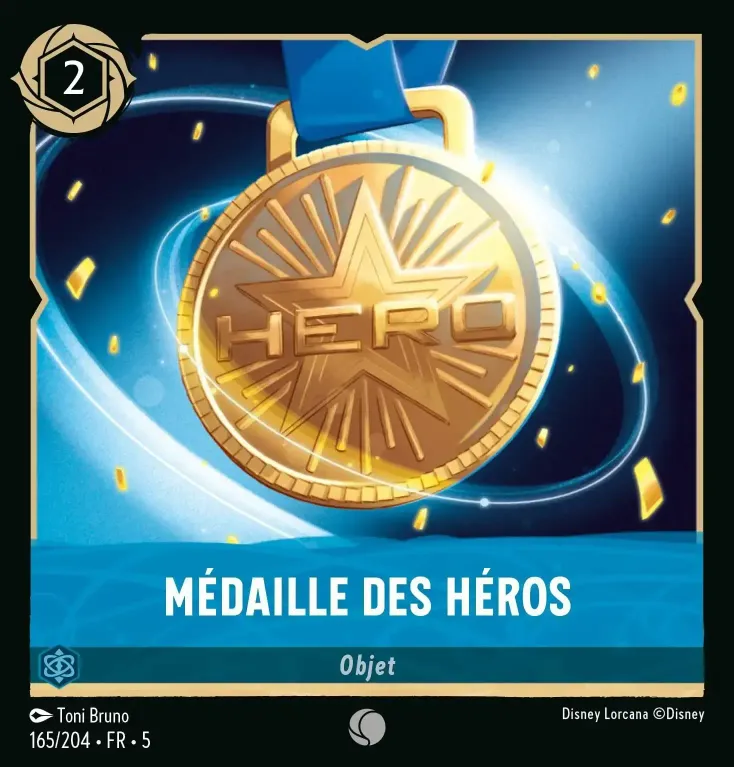 2
HERO
MÉDAILLE DES HÉROS
Objet
Toni Bruno
Disney Lorcana ©Disney
165/204 • FR • 5